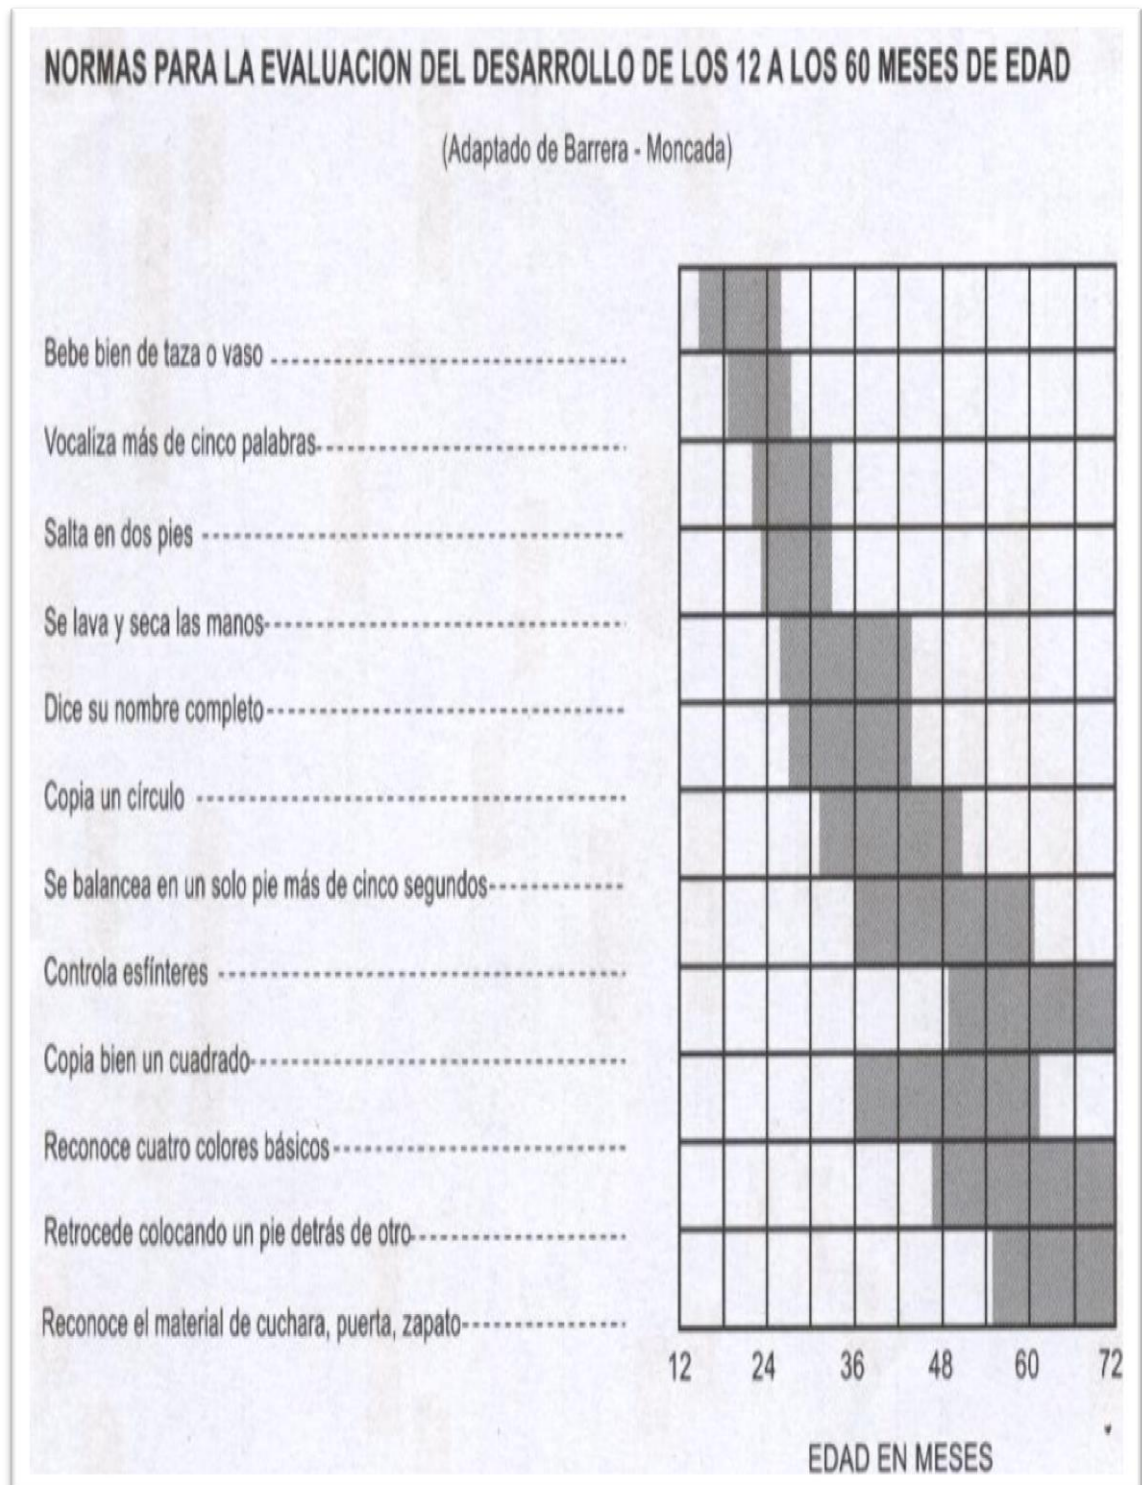 NORMAS PARA LA EVALUACION DEL DESARROLLO DE LOS 12 A LOS 60 MESES DE EDAD
(Adaptado de Barrera - Moncada)
Bebe bien de taza o vaso
Vocaliza más de cinco palabras
Salta en dos pies
Se lava y seca las manos
Dice su nombre completo
Copia un círculo
Se balancea en un solo pie más de cinco segundos
Controla esfínteres
Copia bien un cuadrado
Reconoce cuatro colores básicos
Retrocede colocando un pie detrás de otro
Reconoce el material de cuchara, puerta, zapato
12 24 36 48 60 72
EDAD EN MESES